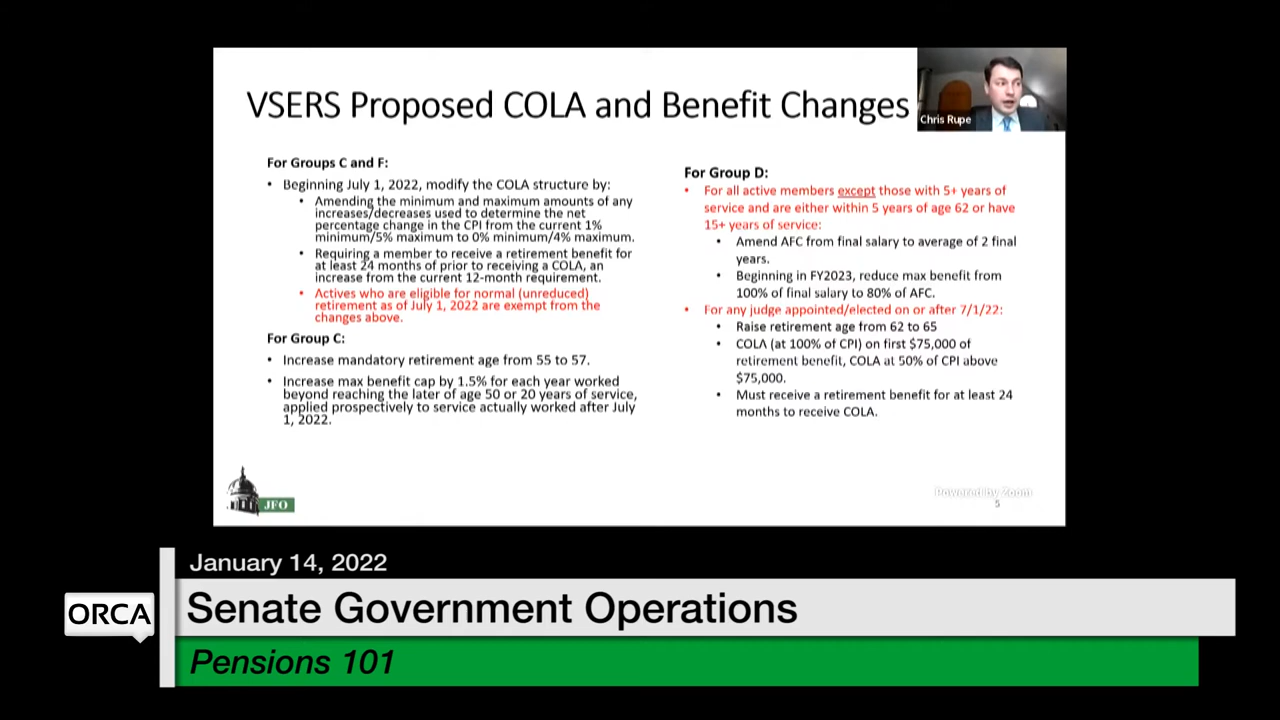 VSERS Proposed COLA and Benefit Changes
Chris Rupe
For Groups C and F:
• Beginning July 1, 2022, modify the COLA structure by:
• Amending the minimum and maximum amounts of any
increases/decreases used to determine the net
percentage change in the CPI from the current 1%
minimum/5% maximum to 0% minimum/4% maximum.
• Requiring a member to receive a retirement benefit for
at least 24 months of prior to receiving a COLA, an
increase from the current 12-month requirement.
• Actives who are eligible for normal (unreduced)
retirement as of July 1, 2022 are exempt from the
changes above.
For Group C:
• Increase mandatory retirement age from 55 to 57.
• Increase max benefit cap by 1.5% for each year worked
beyond reaching the later of age 50 or 20 years of service,
applied prospectively to service actually worked after July
1, 2022.
For Group D:
• For all active members except those with 5+ years of
service and are either within 5 years of age 62 or have
15+ years of service:
• Amend AFC from final salary to average of 2 final
years.
• Beginning in FY2023, reduce max benefit from
100% of final salary to 80% of AFC.
• For any judge appointed/elected on or after 7/1/22:
• Raise retirement age from 62 to 65
• COLA (at 100% of CPI) on first $75,000 of
retirement benefit, COLA at 50% of CPI above
$75,000.
• Must receive a retirement benefit for at least 24
months to receive COLA.
JFO
Powered by Zoom
5
January 14, 2022
ORCA
Senate Government Operations
Pensions 101